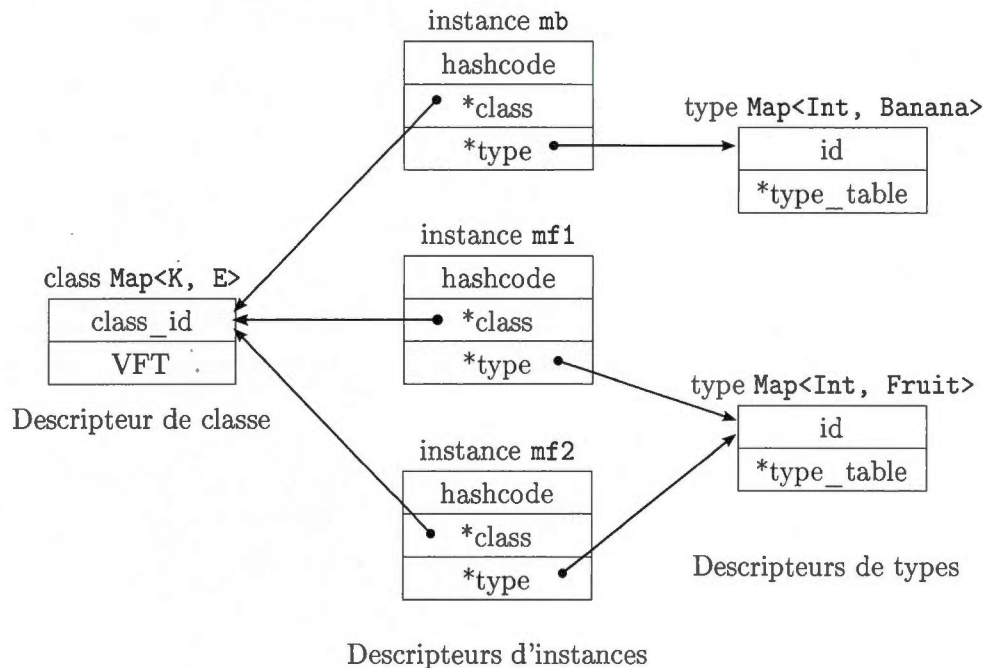 instance mb
hashcode
*class
*type
type Map<Int, Banana>
id
*type_table
instance mf1
hashcode
*class
*type
class Map<K, E>
class_id
VFT
Descripteur de classe
type Map<Int, Fruit>
id
*type_table
instance mf2
hashcode
*class
*type
Descripteurs de types
Descripteurs d'instances